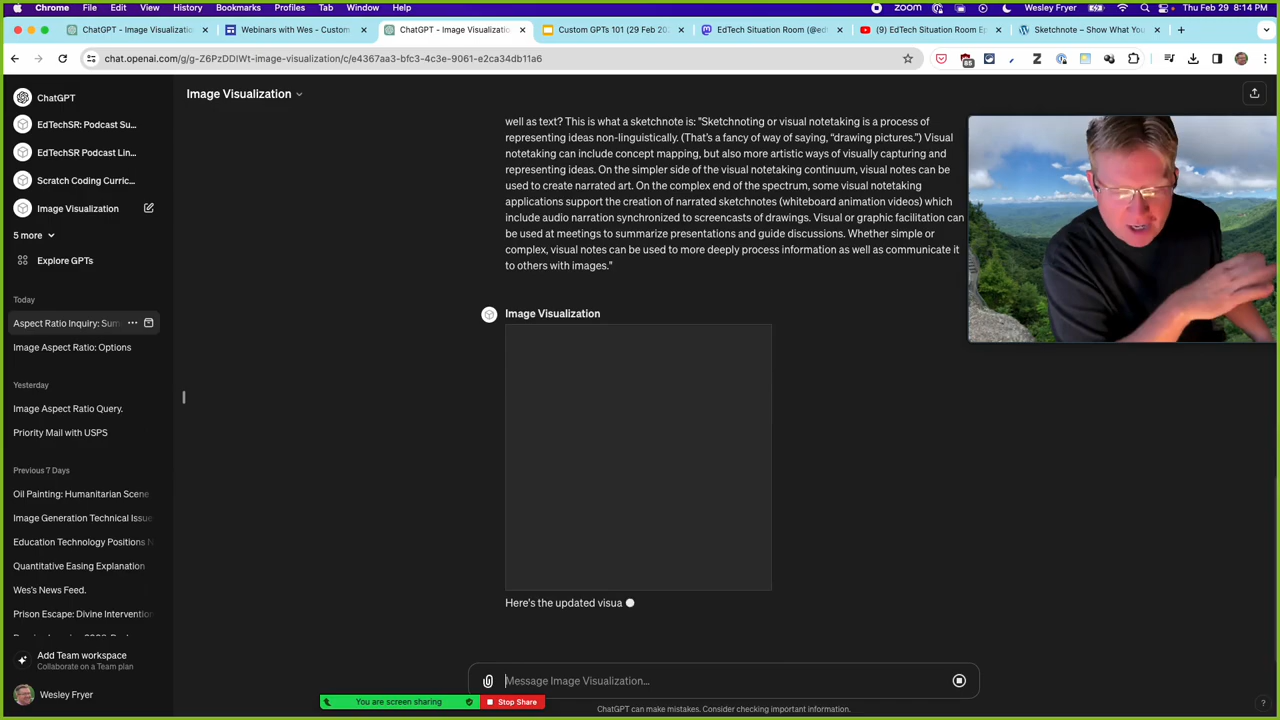 Chrome File Edit View History Bookmarks Profiles Tab Window Help zoom Thu Feb 29 8:14 PM
ChatGPT - Image Visualization Webinars with Wes - Custom ChatGPT - Image Visualization Custom GPTs 101 (29 Feb 202 EdTech Situation Room (@edt (9) EdTech Situation Room Ep Sketchnote – Show What You
chat.openai.com/g/g-Z6PzDDIWt-image-visualization/c/e4367aa3-bfc3-4c3e-9061-e2ca34db11a6
85
ChatGPT
EdTechSR: Podcast Su...
EdTechSR Podcast Lin...
Scratch Coding Curric...
Image Visualization
5 more
Explore GPTs
Today
Aspect Ratio Inquiry: Sum
Image Aspect Ratio: Options
Yesterday
Image Aspect Ratio Query.
Priority Mail with USPS
Previous 7 Days
Oil Painting: Humanitarian Scene
Image Generation Technical Issue
Education Technology Positions N
Quantitative Easing Explanation
Wes's News Feed.
Prison Escape: Divine Intervention
Add Team workspace
Collaborate on a Team plan
Wesley Fryer
Image Visualization
well as text? This is what a sketchnote is: "Sketchnoting or visual notetaking is a process of
representing ideas non-linguistically. (That's a fancy of way of saying, "drawing pictures.") Visual
notetaking can include concept mapping, but also more artistic ways of visually capturing and
representing ideas. On the simpler side of the visual notetaking continuum, visual notes can be
used to create narrated art. On the complex end of the spectrum, some visual notetaking
applications support the creation of narrated sketchnotes (whiteboard animation videos) which
include audio narration synchronized to screencasts of drawings. Visual or graphic facilitation can
be used at meetings to summarize presentations and guide discussions. Whether simple or
complex, visual notes can be used to more deeply process information as well as communicate it
to others with images."
Image Visualization
Here's the updated visua
Message Image Visualization...
You are screen sharing Stop Share
ChatGPT can make mistakes. Consider checking important information.
?